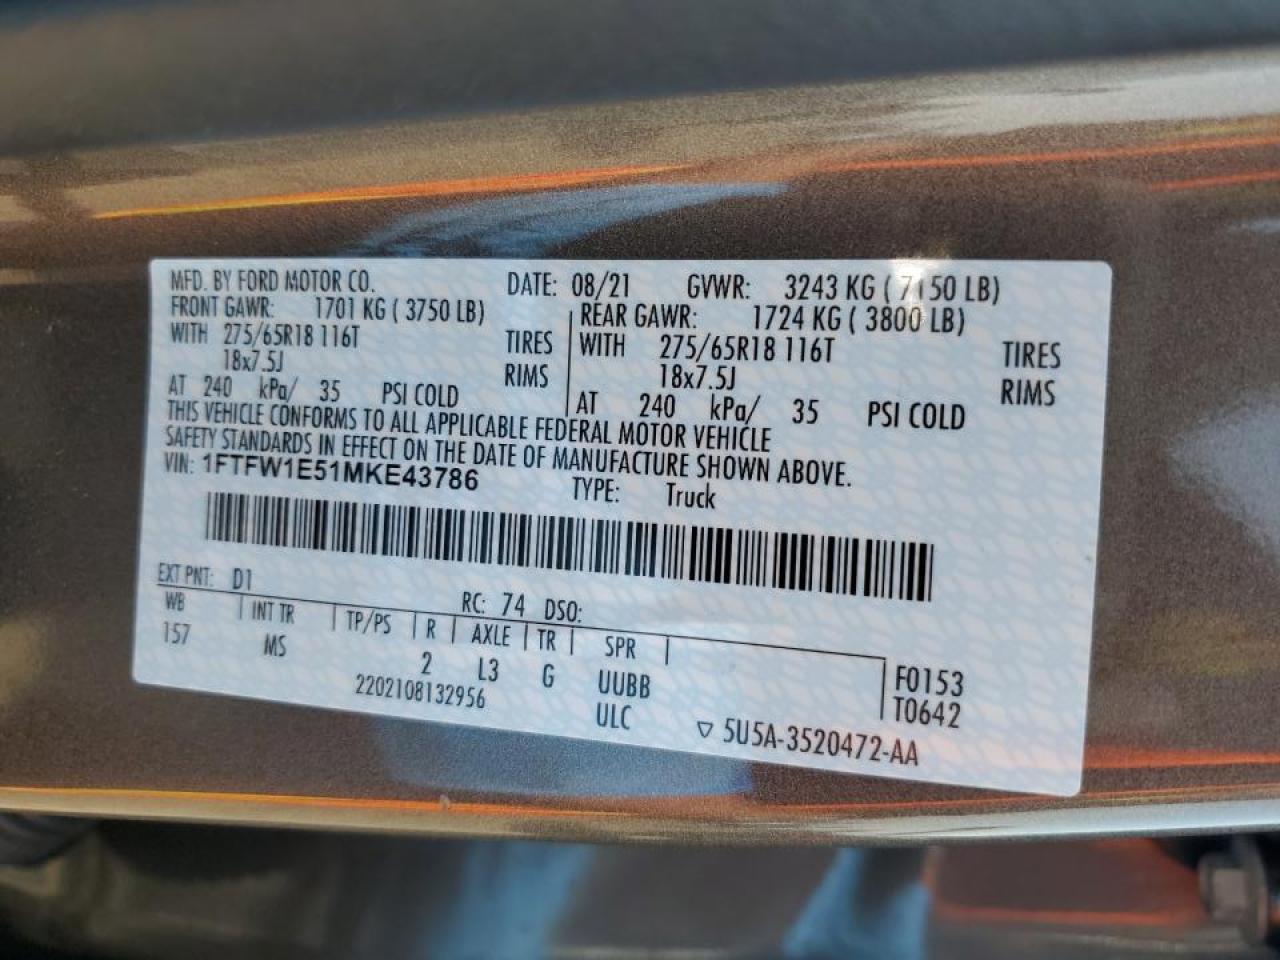 MFD. BY FORD MOTOR CO. DATE: 08/21 GVWR: 3243 KG ( 7150 LB)
FRONT GAWR: 1701 KG ( 3750 LB) REAR GAWR: 1724 KG ( 3800 LB)
WITH 275/65R18 116T TIRES WITH 275/65R18 116T TIRES
18x7.5J RIMS 18x7.5J RIMS
AT 240 kPa/ 35 PSI COLD AT 240 kPa/ 35 PSI COLD
THIS VEHICLE CONFORMS TO ALL APPLICABLE FEDERAL MOTOR VEHICLE
SAFETY STANDARDS IN EFFECT ON THE DATE OF MANUFACTURE SHOWN ABOVE.
VIN: 1FTFW1E51MKE43786 TYPE: Truck
EXT PNT: D1 RC: 74 DSO:
WB INT TR TP/PS R AXLE TR SPR
157 MS 2 L3 G UUBB F0153
2202108132956 ULC T0642
▽ 5U5A-3520472-AA